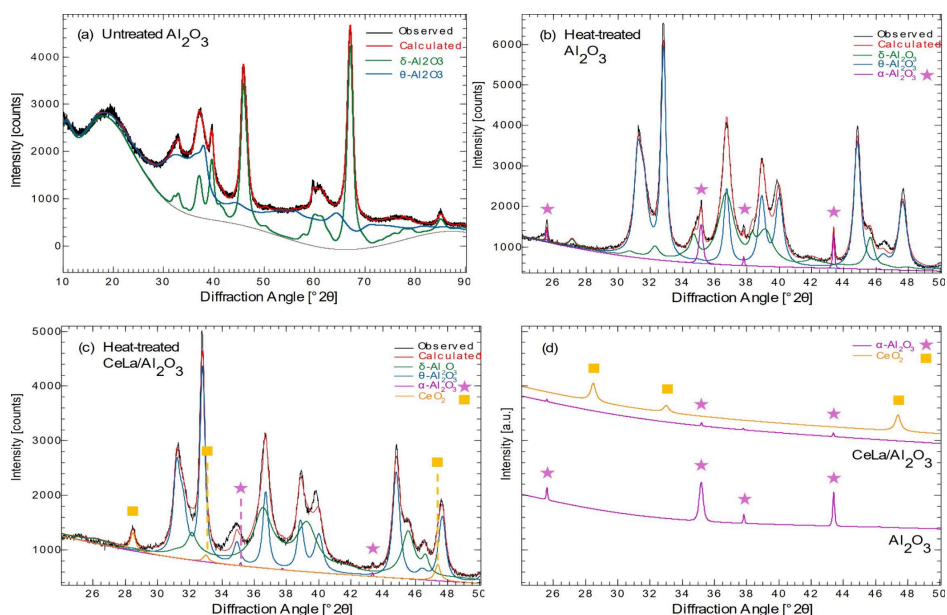 (a) Untreated Al2O3
Observed
Calculated
δ-Al2O3
θ-Al2O3
Intensity [counts]
4000
3000
2000
1000
0
10 20 30 40 50 60 70 80 90
Diffraction Angle [° 2θ]
(b) Heat-treated
Al2O3
Observed
Calculated
δ-Al2O3
θ-Al2O3
α-Al2O3
Intensity [counts]
6000
5000
4000
3000
2000
1000
26 28 30 32 34 36 38 40 42 44 46 48 50
Diffraction Angle [° 2θ]
(c) Heat-treated
CeLa/Al2O3
Observed
Calculated
δ-Al O
θ-Al2O3
α-Al2O3
CeO2
Intensity [counts]
5000
4000
3000
2000
1000
24 26 28 30 32 34 36 38 40 42 44 46 48 50
Diffraction Angle [° 2θ]
(d)
α-Al2O3
CeO2
Intensity [a.u.]
CeLa/Al2O3
Al2O3
24 26 28 30 32 34 36 38 40 42 44 46 48 50
Diffraction Angle [° 2θ]